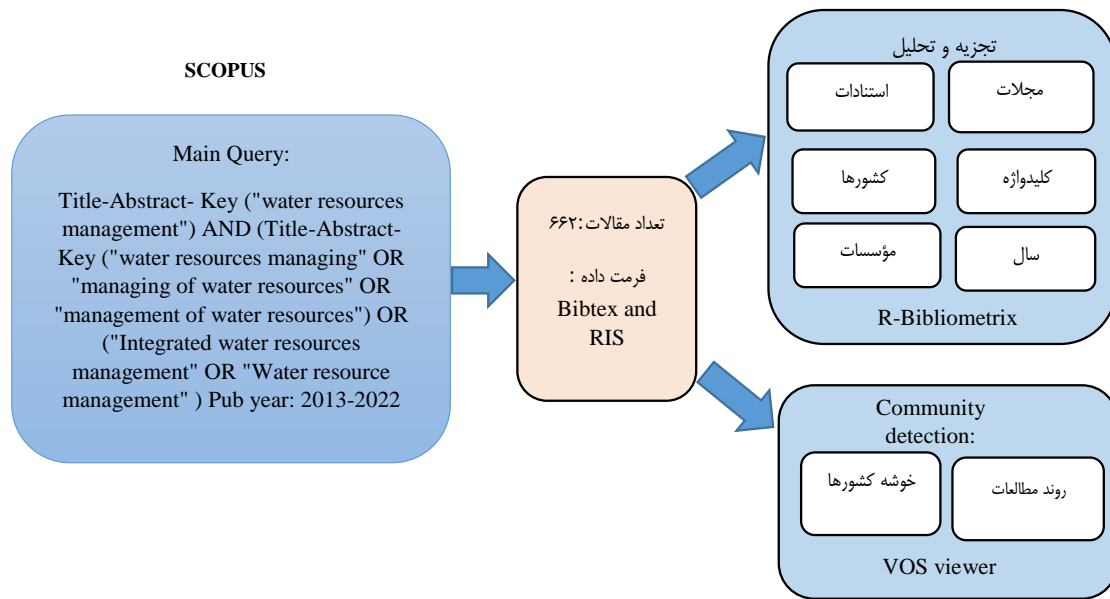 SCOPUS
Main Query:
Title-Abstract- Key ("water resources
management") AND (Title-Abstract-
Key ("water resources managing" OR
"managing of water resources" OR
"management of water resources") OR
("Integrated water resources
management" OR "Water resource
management" ) Pub year: 2013-2022
تعداد مقالات:۶۶۲
فرمت داده :
Bibtex and
RIS
تجزیه و تحلیل
مجلات
استنادات
کلیدواژه
کشورها
سال
مؤسسات
R-Bibliometrix
Community
detection:
روند مطالعات
خوشه کشورها
VOS viewer